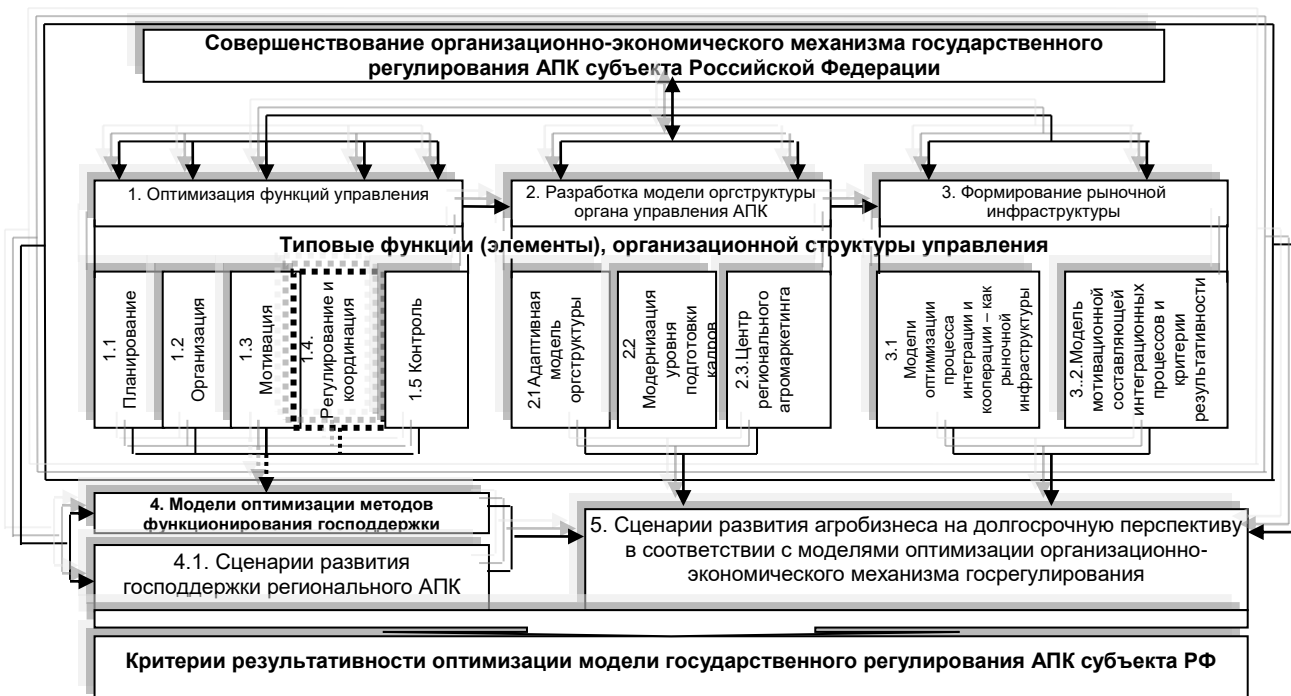 Совершенствование организационно-экономического механизма государственного
регулирования АПК субъекта Российской Федерации
1. Оптимизация функций управления
2. Разработка модели оргструктуры
органа управления АПК
3. Формирование рыночной
инфраструктуры
Типовые функции (элементы), организационной структуры управления
1.1
Планирование
1.2
Организация
1.3
Мотивация
1.4.
Регулирование и
координация
1.5 Контроль
2.1 Адаптивная
модель
оргструктуры
2.2
Модернизация
уровня
подготовки
кадров
2.3.Центр
регионального
агромаркетинга
3.1
Модели
оптимизации
процесса
интеграции и
кооперации – как
рыночной
инфраструктуры
3..2.Модель
мотивационной
составляющей
интеграционных
процессов и
критерии
результативности
4. Модели оптимизации методов
функционирования господдержки
4.1. Сценарии развития
господдержки регионального АПК
5. Сценарии развития агробизнеса на долгосрочную перспективу
в соответствии с моделями оптимизации организационно-
экономического механизма госрегулирования
Критерии результативности оптимизации модели государственного регулирования АПК субъекта РФ